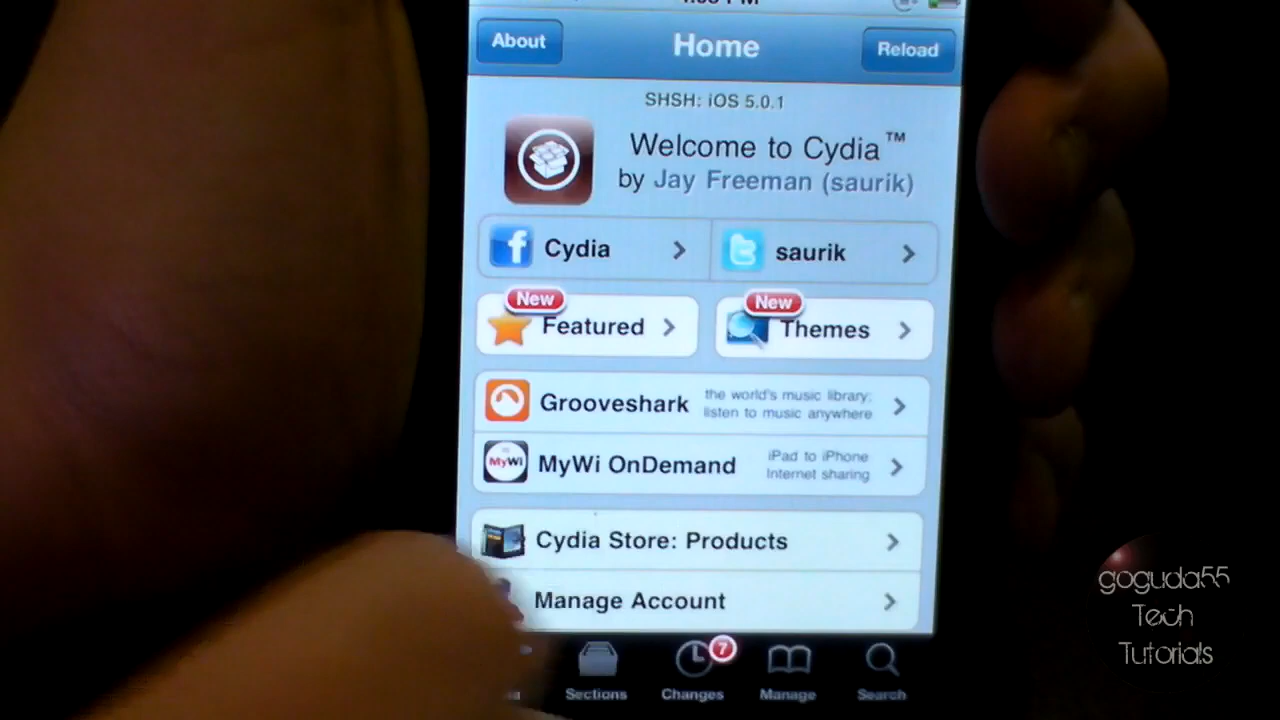 About
Home
Reload
SHSH: iOS 5.0.1
Welcome to Cydia™
by Jay Freeman (saurik)
Cydia
saurik
New
New
Featured
Themes
Grooveshark
the world's music library:
listen to music anywhere
MyWi
MyWi OnDemand
iPad to iPhone
Internet sharing
Cydia Store: Products
Manage Account
7
Sections
Changes
Manage
Search
goguda55
Tech
Tutorials